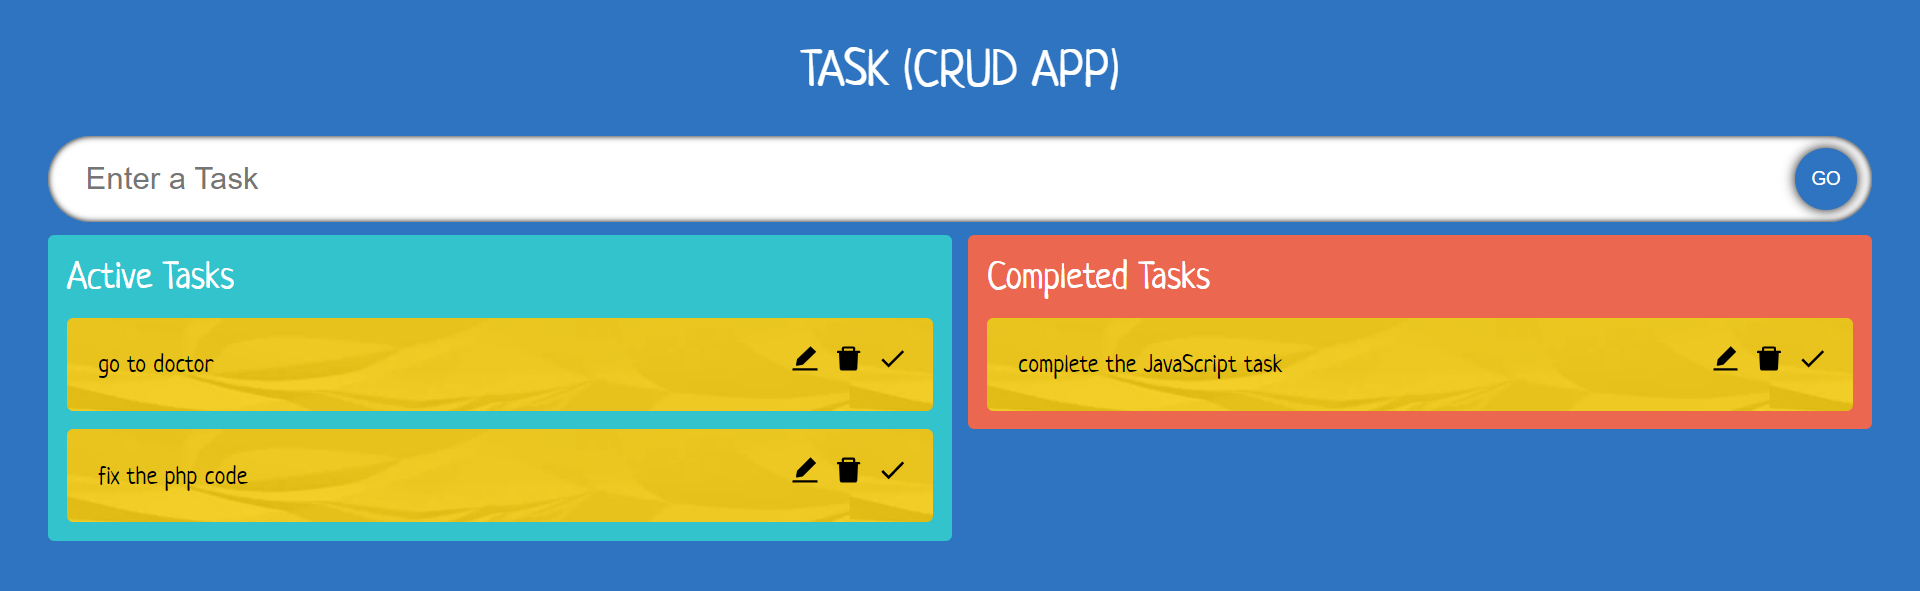 TASK (CRUD APP)
Enter a Task
GO
Active Tasks
go to doctor
fix the php code
Completed Tasks
complete the JavaScript task